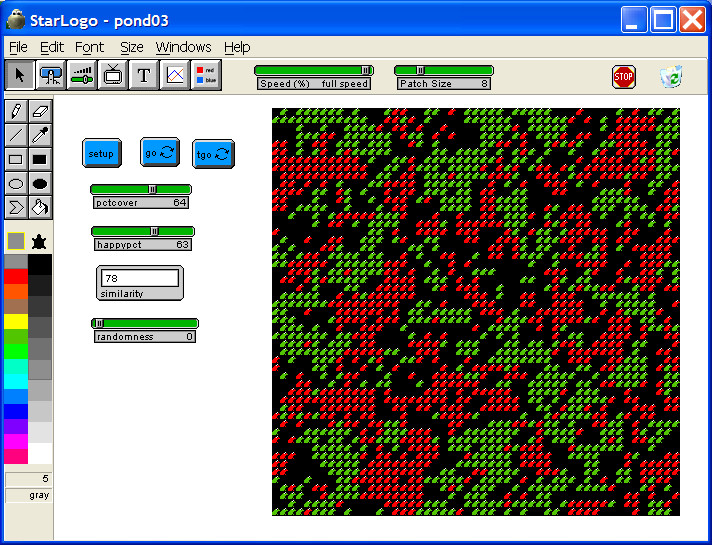 StarLogo - pond03
File Edit Font Size Windows Help
T
red
blue
Speed (%) full speed
Patch Size 8
STOP
setup
go
tgo
pctcover 64
happypct 63
78
similarity
randomness 0
5
gray